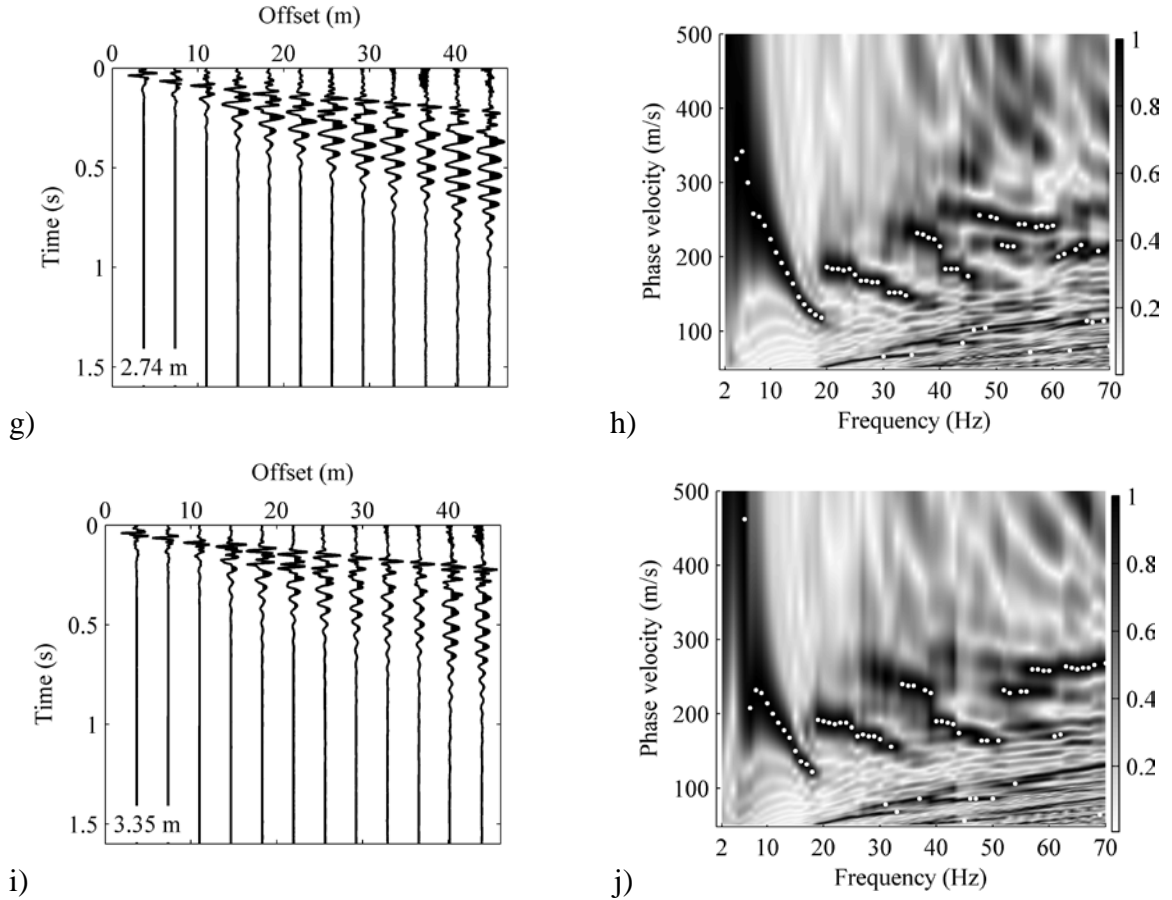 Offset (m)
0 10 20 30 40
0
0.5
1
1.5
Time (s)
2.74 m
g)
500
400
300
200
100
Phase velocity (m/s)
2 10 20 30 40 50 60 70
Frequency (Hz)
1
0.8
0.6
0.4
0.2
h)
Offset (m)
0 10 20 30 40
0
0.5
1
1.5
Time (s)
3.35 m
i)
500
400
300
200
100
Phase velocity (m/s)
2 10 20 30 40 50 60 70
Frequency (Hz)
1
0.8
0.6
0.4
0.2
j)